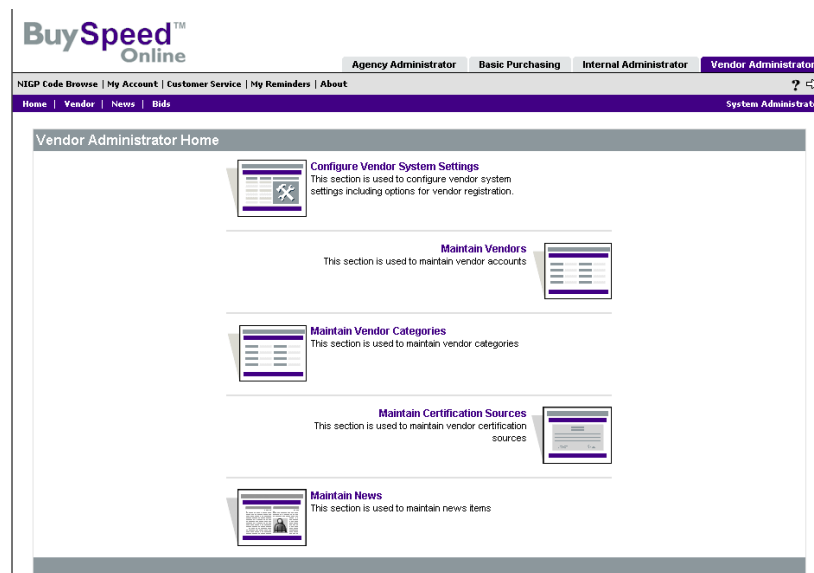 BuySpeed™
Online
Agency Administrator Basic Purchasing Internal Administrator Vendor Administrator
NIGP Code Browse | My Account | Customer Service | My Reminders | About ?
Home | Vendor | News | Bids System Administrat
Vendor Administrator Home
Configure Vendor System Settings
This section is used to configure vendor system
settings including options for vendor registration.
Maintain Vendors
This section is used to maintain vendor accounts
Maintain Vendor Categories
This section is used to maintain vendor categories
Maintain Certification Sources
This section is used to maintain vendor certification
sources
Maintain News
This section is used to maintain news items